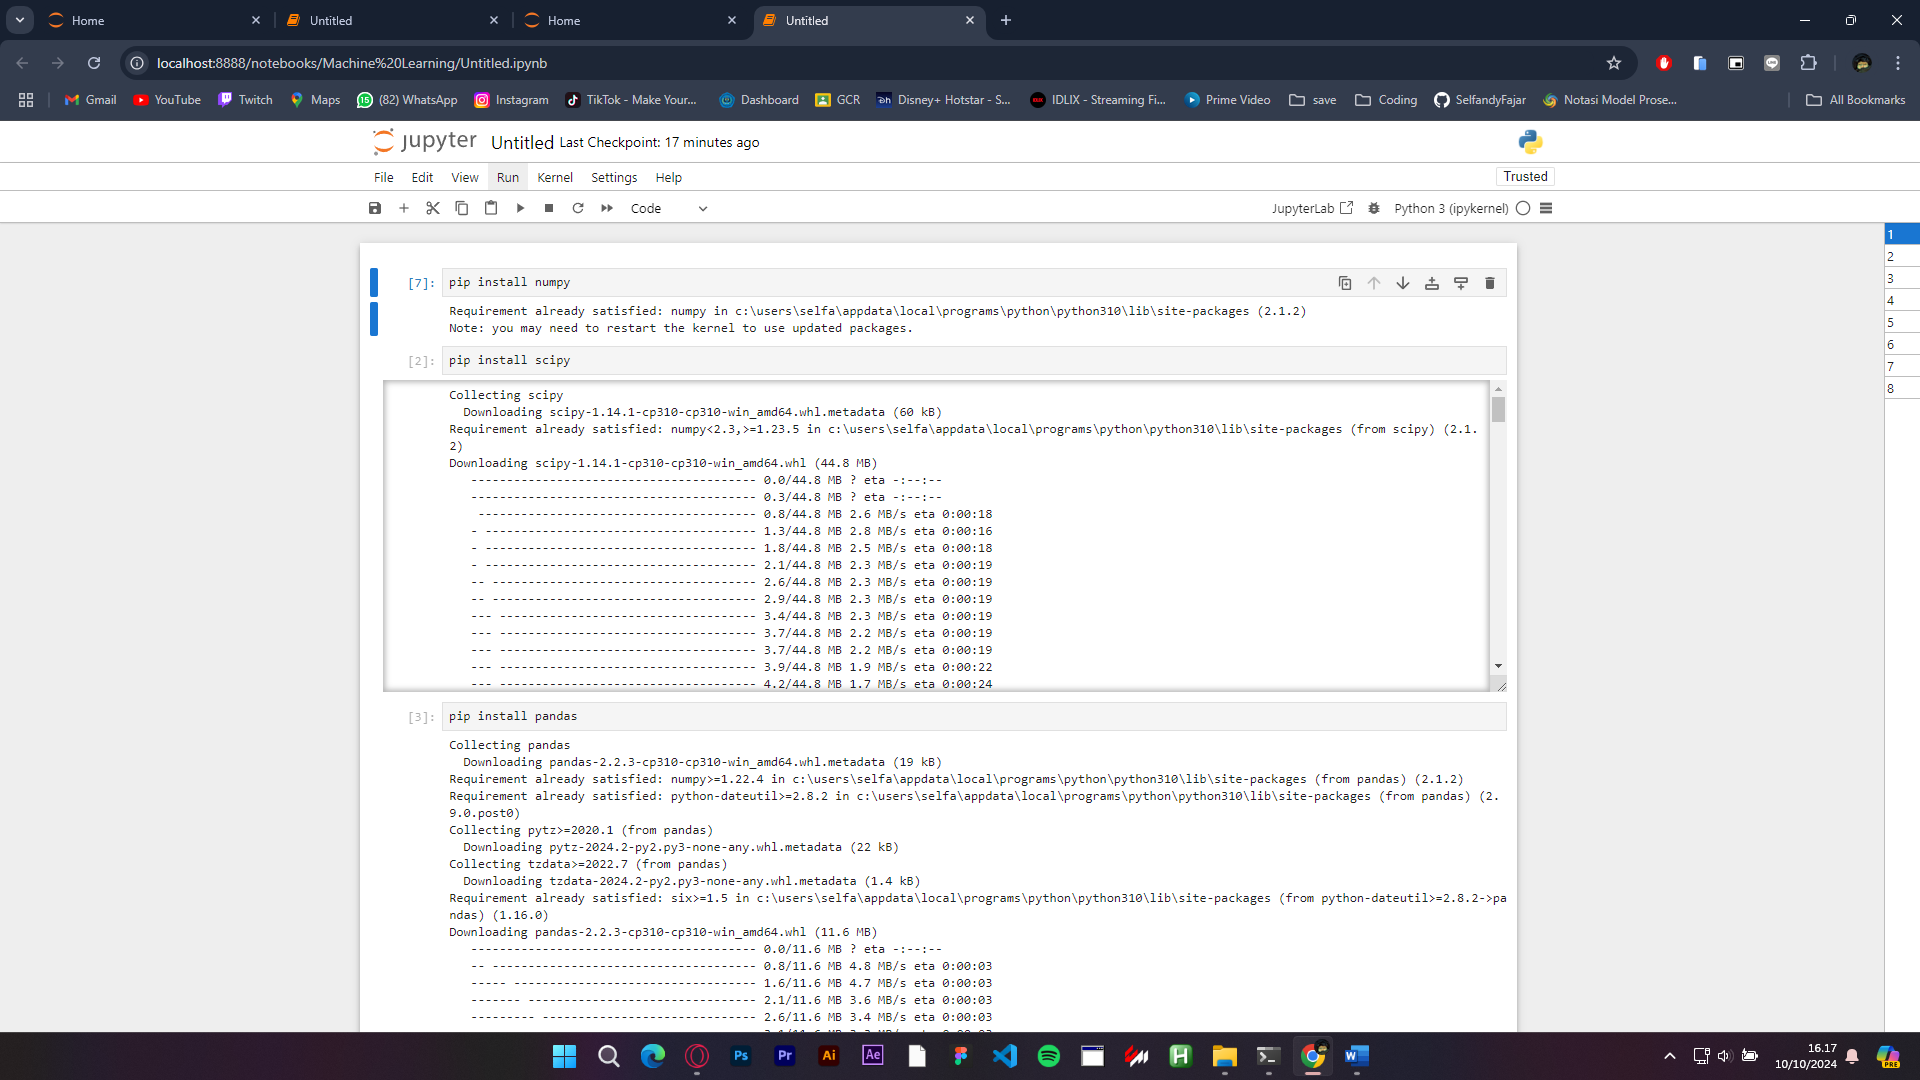 Home
Untitled
Home
Untitled
localhost:8888/notebooks/Machine%20Learning/Untitled.ipynb
Gmail
YouTube
Twitch
Maps
(82) WhatsApp
Instagram
TikTok - Make Your...
Dashboard
GCR
Disney+ Hotstar - S...
IDLIX - Streaming Fi...
Prime Video
save
Coding
SelfandyFajar
Notasi Model Prose...
All Bookmarks
jupyter
Untitled Last Checkpoint: 17 minutes ago
File Edit View Run Kernel Settings Help
Trusted
Code
JupyterLab
Python 3 (ipykernel)
1
2
3
4
5
6
7
8
[7]: pip install numpy
Requirement already satisfied: numpy in c:\users\selfa\appdata\local\programs\python\python310\lib\site-packages (2.1.2)
Note: you may need to restart the kernel to use updated packages.
[2]: pip install scipy
Collecting scipy
  Downloading scipy-1.14.1-cp310-cp310-win_amd64.whl.metadata (60 kB)
Requirement already satisfied: numpy<2.3,>=1.23.5 in c:\users\selfa\appdata\local\programs\python\python310\lib\site-packages (from scipy) (2.1.
2)
Downloading scipy-1.14.1-cp310-cp310-win_amd64.whl (44.8 MB)
   ---------------------------------------- 0.0/44.8 MB ? eta -:--:--
   ---------------------------------------- 0.3/44.8 MB ? eta -:--:--
    --------------------------------------- 0.8/44.8 MB 2.6 MB/s eta 0:00:18
   - -------------------------------------- 1.3/44.8 MB 2.8 MB/s eta 0:00:16
   - -------------------------------------- 1.8/44.8 MB 2.5 MB/s eta 0:00:18
   - -------------------------------------- 2.1/44.8 MB 2.3 MB/s eta 0:00:19
   -- ------------------------------------- 2.6/44.8 MB 2.3 MB/s eta 0:00:19
   -- ------------------------------------- 2.9/44.8 MB 2.3 MB/s eta 0:00:19
   --- ------------------------------------ 3.4/44.8 MB 2.3 MB/s eta 0:00:19
   --- ------------------------------------ 3.7/44.8 MB 2.2 MB/s eta 0:00:19
   --- ------------------------------------ 3.7/44.8 MB 2.2 MB/s eta 0:00:19
   --- ------------------------------------ 3.9/44.8 MB 1.9 MB/s eta 0:00:22
   --- ------------------------------------ 4.2/44.8 MB 1.7 MB/s eta 0:00:24
[3]: pip install pandas
Collecting pandas
  Downloading pandas-2.2.3-cp310-cp310-win_amd64.whl.metadata (19 kB)
Requirement already satisfied: numpy>=1.22.4 in c:\users\selfa\appdata\local\programs\python\python310\lib\site-packages (from pandas) (2.1.2)
Requirement already satisfied: python-dateutil>=2.8.2 in c:\users\selfa\appdata\local\programs\python\python310\lib\site-packages (from pandas) (2.
9.0.post0)
Collecting pytz>=2020.1 (from pandas)
  Downloading pytz-2024.2-py2.py3-none-any.whl.metadata (22 kB)
Collecting tzdata>=2022.7 (from pandas)
  Downloading tzdata-2024.2-py2.py3-none-any.whl.metadata (1.4 kB)
Requirement already satisfied: six>=1.5 in c:\users\selfa\appdata\local\programs\python\python310\lib\site-packages (from python-dateutil>=2.8.2->pa
ndas) (1.16.0)
Downloading pandas-2.2.3-cp310-cp310-win_amd64.whl (11.6 MB)
   ---------------------------------------- 0.0/11.6 MB ? eta -:--:--
   -- ------------------------------------- 0.8/11.6 MB 4.8 MB/s eta 0:00:03
   ----- ---------------------------------- 1.6/11.6 MB 4.7 MB/s eta 0:00:03
   ------- -------------------------------- 2.1/11.6 MB 3.6 MB/s eta 0:00:03
   --------- ------------------------------ 2.6/11.6 MB 3.4 MB/s eta 0:00:03
Ps
Pr
Ai
Ae
16.17
10/10/2024